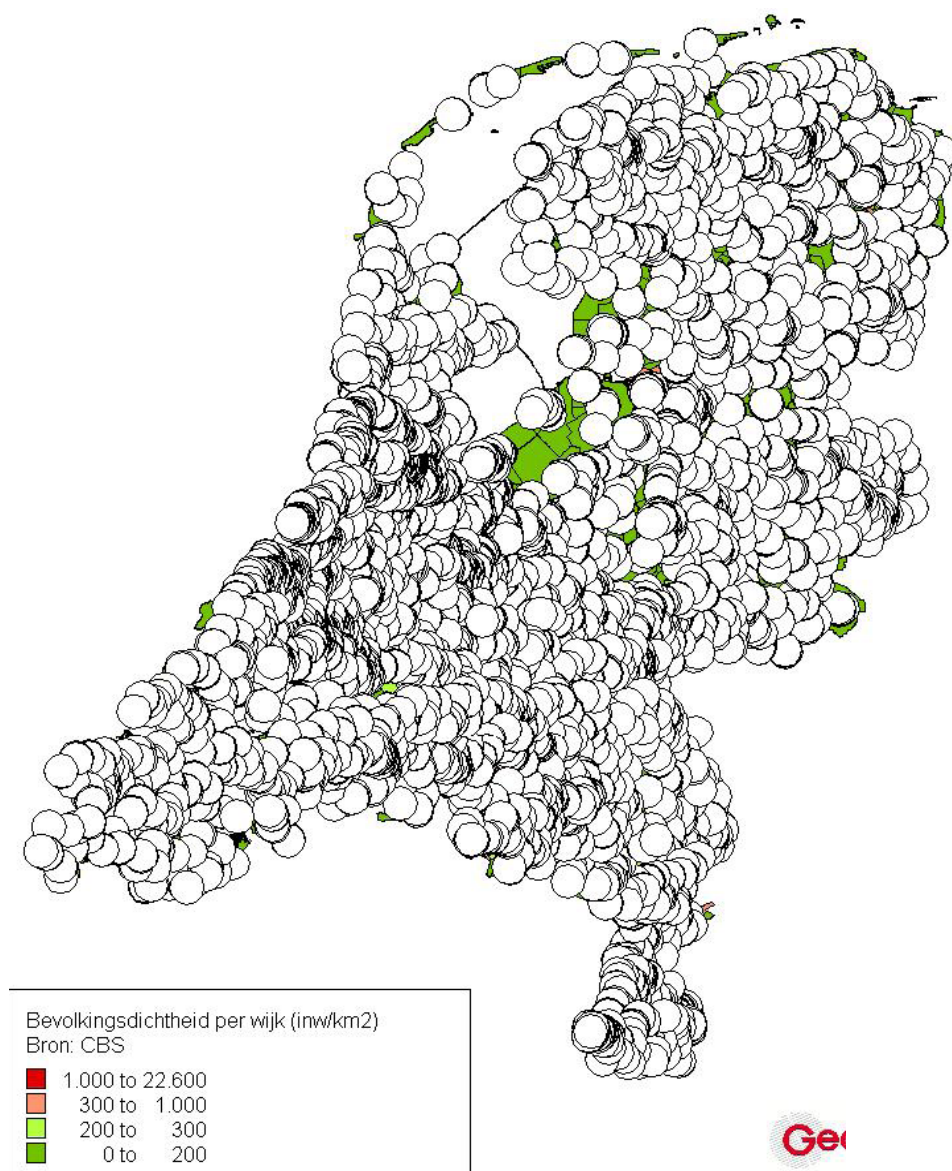 Bevolkingsdichtheid per wijk (inw/km2)
Bron: CBS
1.000 to 22.600
300 to 1.000
200 to 300
0 to 200